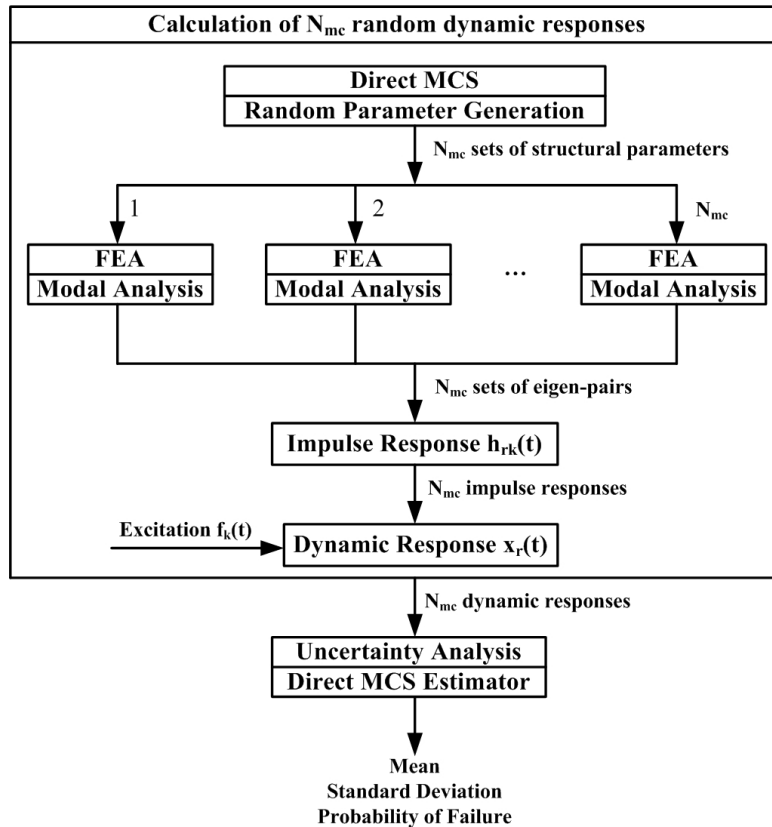 Calculation of Nmc random dynamic responses
Direct MCS
Random Parameter Generation
Nmc sets of structural parameters
1
2
Nmc
FEA
FEA
...
FEA
Modal Analysis
Modal Analysis
Modal Analysis
Nmc sets of eigen-pairs
Impulse Response hrk(t)
Nmc impulse responses
Excitation fk(t)
Dynamic Response xr(t)
Nmc dynamic responses
Uncertainty Analysis
Direct MCS Estimator
Mean
Standard Deviation
Probability of Failure